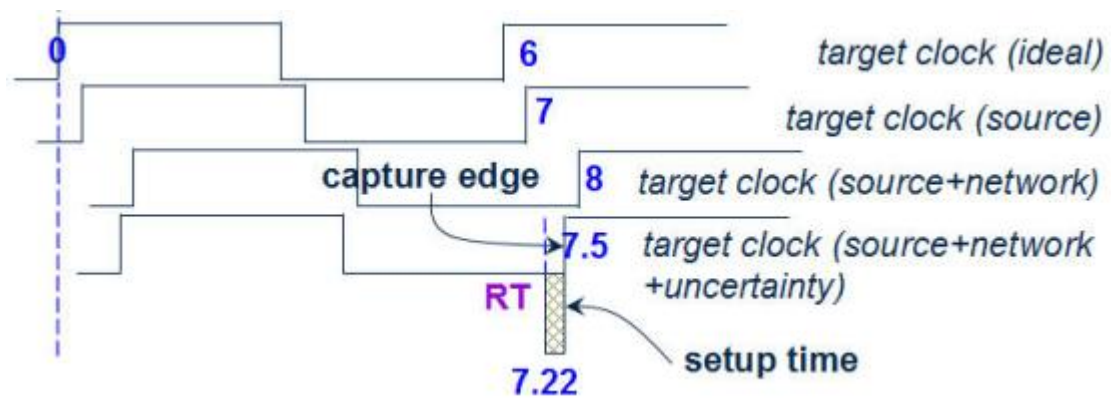 0
6
target clock (ideal)
7
target clock (source)
capture edge
8
target clock (source+network)
7.5
target clock (source+network
+uncertainty)
RT
setup time
7.22